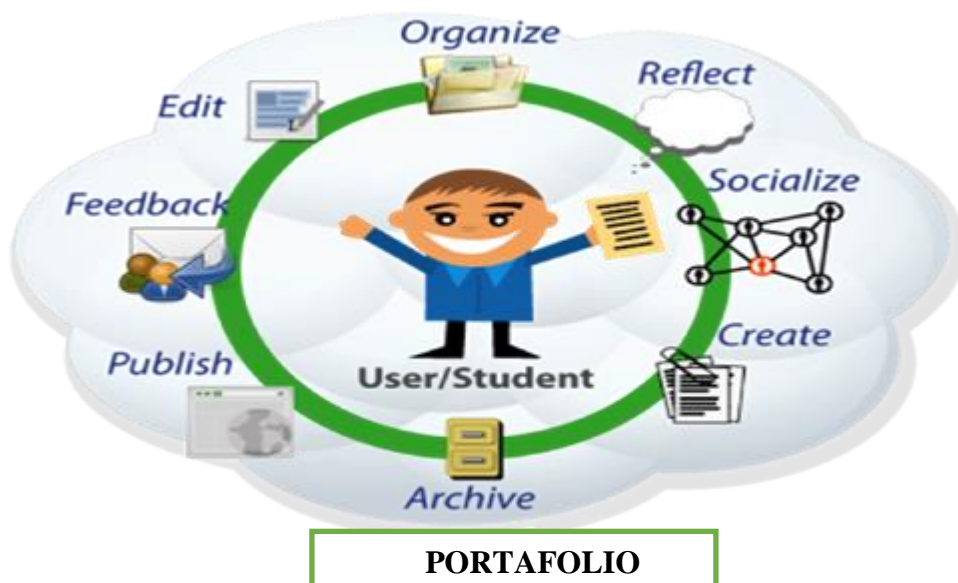 Organize
Reflect
Edit
Socialize
Feedback
Create
Publish
User/Student
Archive
PORTAFOLIO